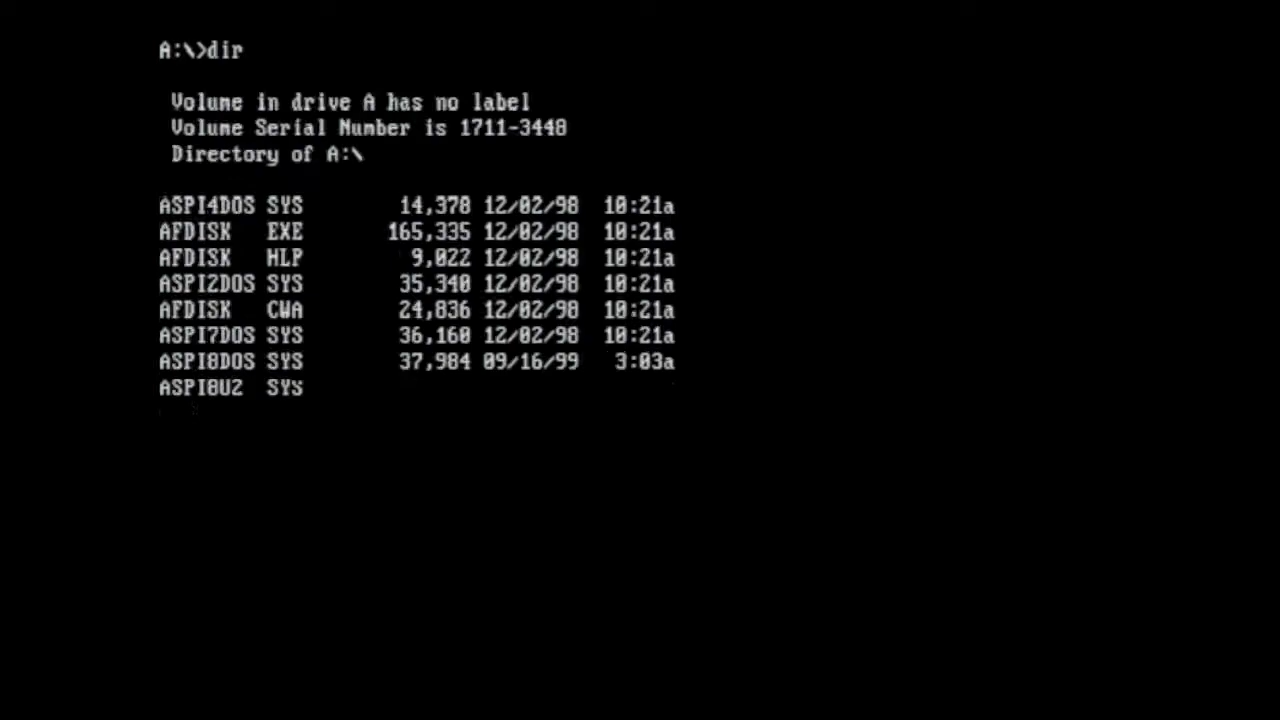 A:\>dir
Volume in drive A has no label
Volume Serial Number is 1711-3448
Directory of A:\
ASPI4DOS SYS 14,378 12/02/98 10:21a
AFDISK EXE 165,335 12/02/98 10:21a
AFDISK HLP 9,022 12/02/98 10:21a
ASPI2DOS SYS 35,340 12/02/98 10:21a
AFDISK CWA 24,836 12/02/98 10:21a
ASPI7DOS SYS 36,160 12/02/98 10:21a
ASPI8DOS SYS 37,984 09/16/99 3:03a
ASPI8U2 SYS